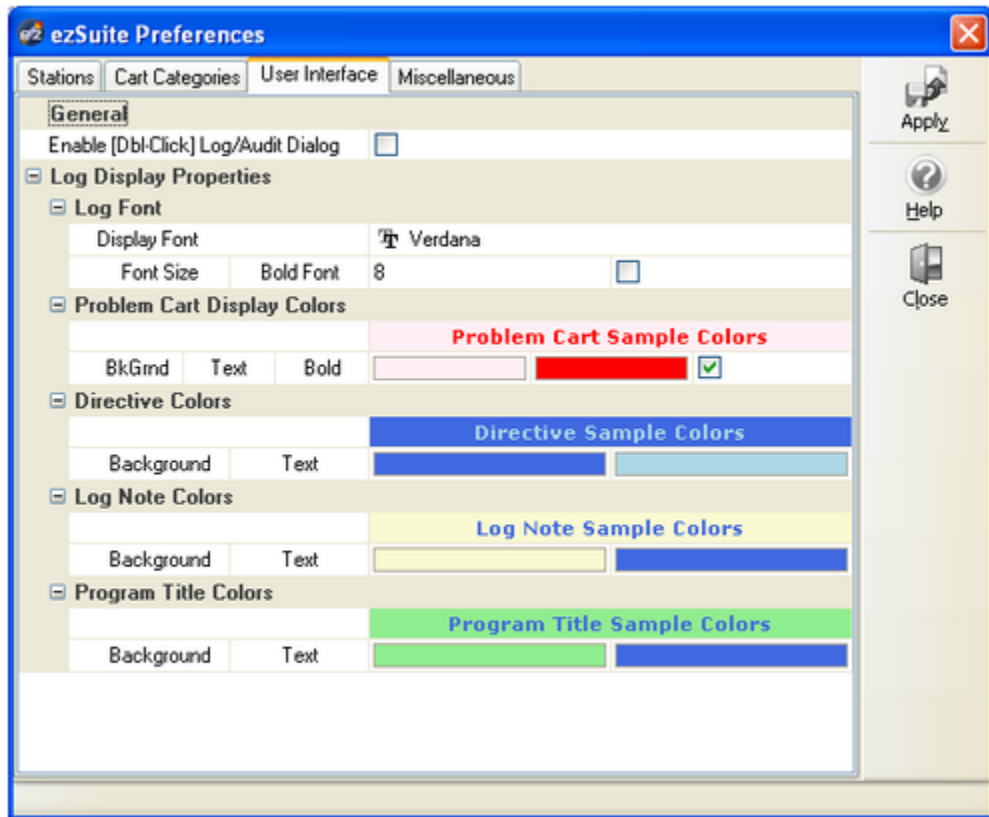 ezSuite Preferences
Stations Cart Categories User Interface Miscellaneous
General
Enable [Dbl-Click] Log/Audit Dialog
Log Display Properties
Log Font
Display Font Verdana
Font Size Bold Font 8
Problem Cart Display Colors
Problem Cart Sample Colors
BkGrnd Text Bold
Directive Colors
Directive Sample Colors
Background Text
Log Note Colors
Log Note Sample Colors
Background Text
Program Title Colors
Program Title Sample Colors
Background Text
Apply
Help
Close